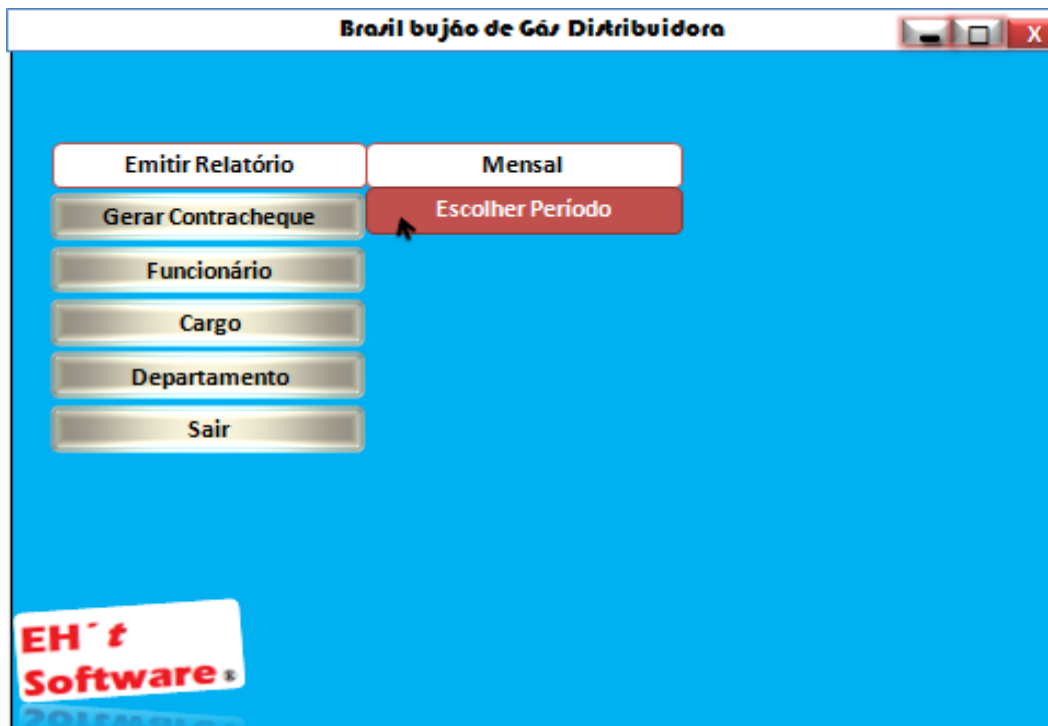 Brasil bujão de Gás Distribuidora
X
Emitir Relatório
Mensal
Gerar Contracheque
Escolher Período
Funcionário
Cargo
Departamento
Sair
EH´t
Software